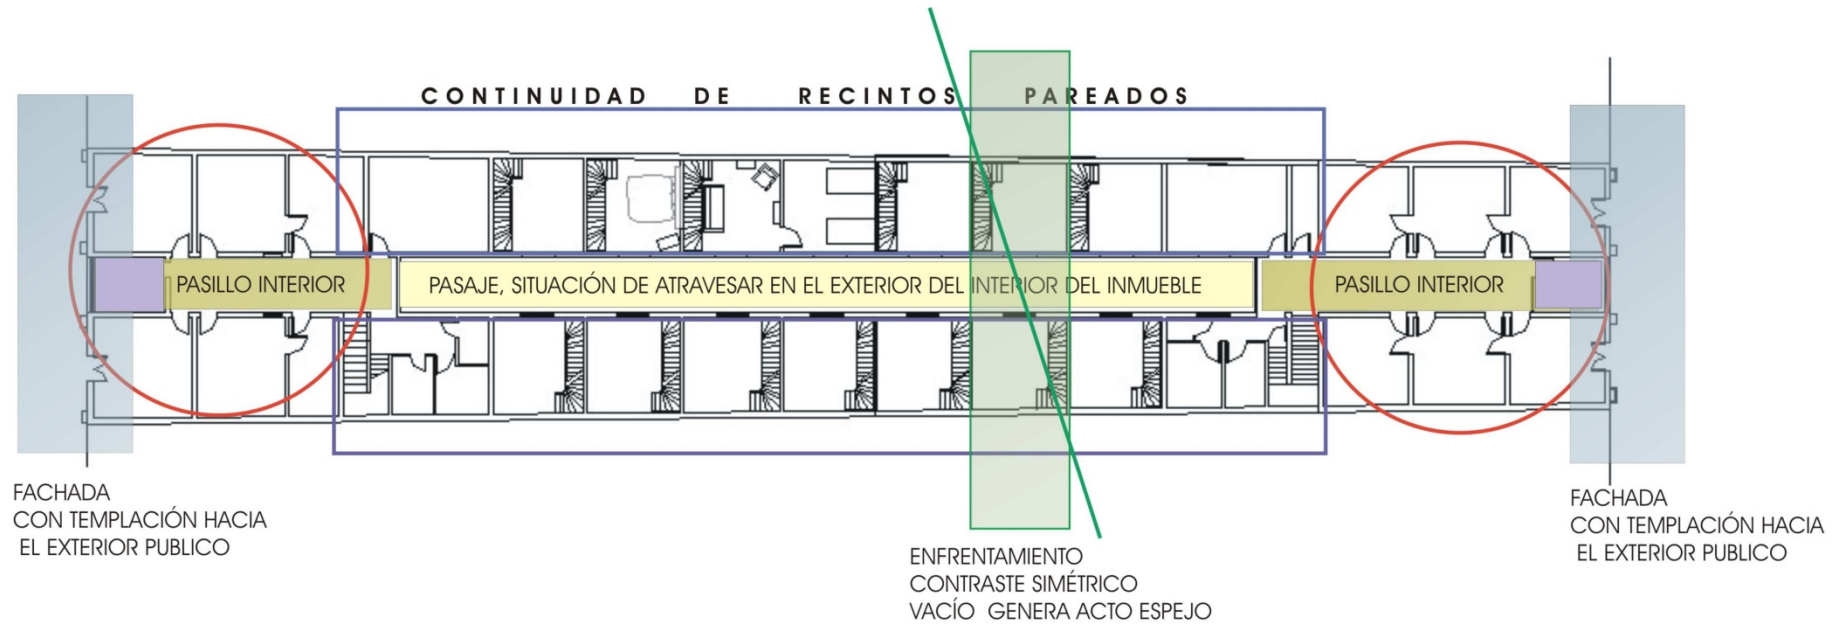 CONTINUIDAD DE RECINTOS PAREADOS
PASILLO INTERIOR
PASAJE, SITUACIÓN DE ATRAVESAR EN EL EXTERIOR DEL INTERIOR DEL INMUEBLE
PASILLO INTERIOR
FACHADA
CON TEMPLACIÓN HACIA
EL EXTERIOR PUBLICO
ENFRENTAMIENTO
CONTRASTE SIMÉTRICO
VACÍO GENERA ACTO ESPEJO
FACHADA
CON TEMPLACIÓN HACIA
EL EXTERIOR PUBLICO